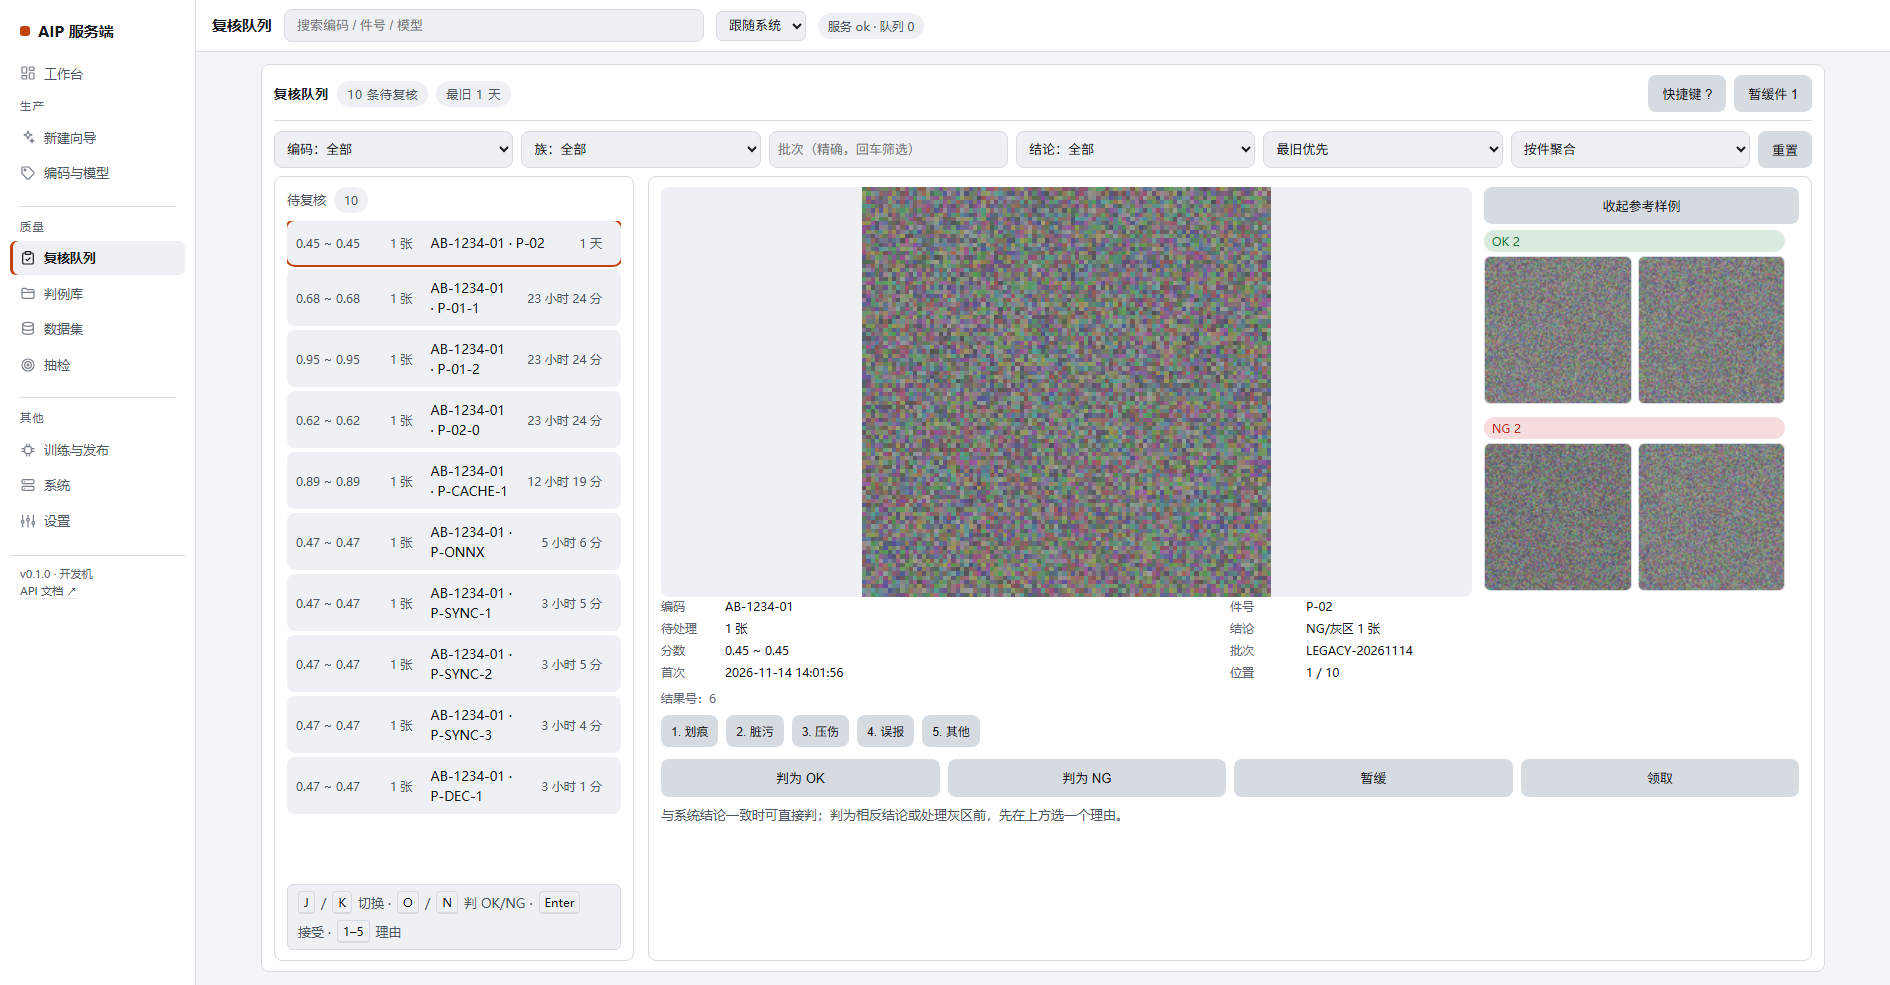 AIP 服务端
工作台
生产
新建向导
编码与模型
质量
复核队列
判例库
数据集
抽检
其他
训练与发布
系统
设置
v0.1.0 · 开发机
API 文档 ↗
复核队列
搜索编码 / 件号 / 模型
跟随系统
服务 ok · 队列 0
复核队列 10 条待复核 最旧 1 天
快捷键 ? 暂缓件 1
编码：全部
族：全部
批次（精确，回车筛选）
结论：全部
最旧优先
按件聚合
重置
待复核 10
0.45 ~ 0.45 1 张 AB-1234-01 · P-02 1 天
0.68 ~ 0.68 1 张 AB-1234-01 · P-01-1 23 小时 24 分
0.95 ~ 0.95 1 张 AB-1234-01 · P-01-2 23 小时 24 分
0.62 ~ 0.62 1 张 AB-1234-01 · P-02-0 23 小时 24 分
0.89 ~ 0.89 1 张 AB-1234-01 · P-CACHE-1 12 小时 19 分
0.47 ~ 0.47 1 张 AB-1234-01 · P-ONNX 5 小时 6 分
0.47 ~ 0.47 1 张 AB-1234-01 · P-SYNC-1 3 小时 5 分
0.47 ~ 0.47 1 张 AB-1234-01 · P-SYNC-2 3 小时 5 分
0.47 ~ 0.47 1 张 AB-1234-01 · P-SYNC-3 3 小时 4 分
0.47 ~ 0.47 1 张 AB-1234-01 · P-DEC-1 3 小时 1 分
J / K 切换 · O / N 判 OK/NG · Enter
接受 · 1–5 理由
收起参考样例
OK 2
NG 2
编码 AB-1234-01 件号 P-02
待处理 1 张 结论 NG/灰区 1 张
分数 0.45 ~ 0.45 批次 LEGACY-20261114
首次 2026-11-14 14:01:56 位置 1 / 10
结果号：6
1. 划痕 2. 脏污 3. 压伤 4. 误报 5. 其他
判为 OK 判为 NG 暂缓 领取
与系统结论一致时可直接判；判为相反结论或处理灰区前，先在上方选一个理由。